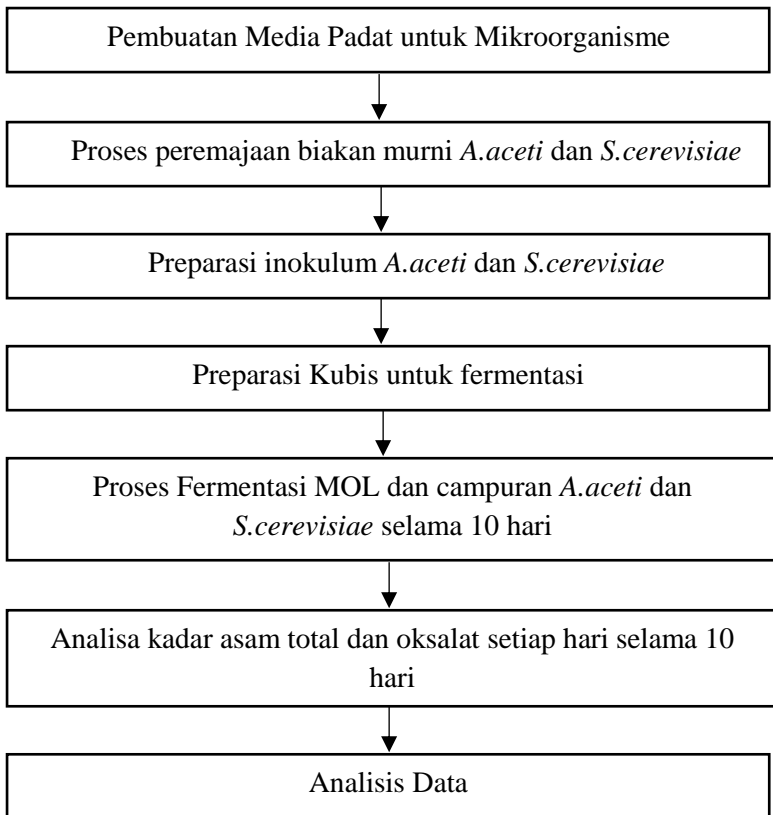 Pembuatan Media Padat untuk Mikroorganisme
Proses peremajaan biakan murni A.aceti dan S.cerevisiae
Preparasi inokulum A.aceti dan S.cerevisiae
Preparasi Kubis untuk fermentasi
Proses Fermentasi MOL dan campuran A.aceti dan
S.cerevisiae selama 10 hari
Analisa kadar asam total dan oksalat setiap hari selama 10
hari
Analisis Data